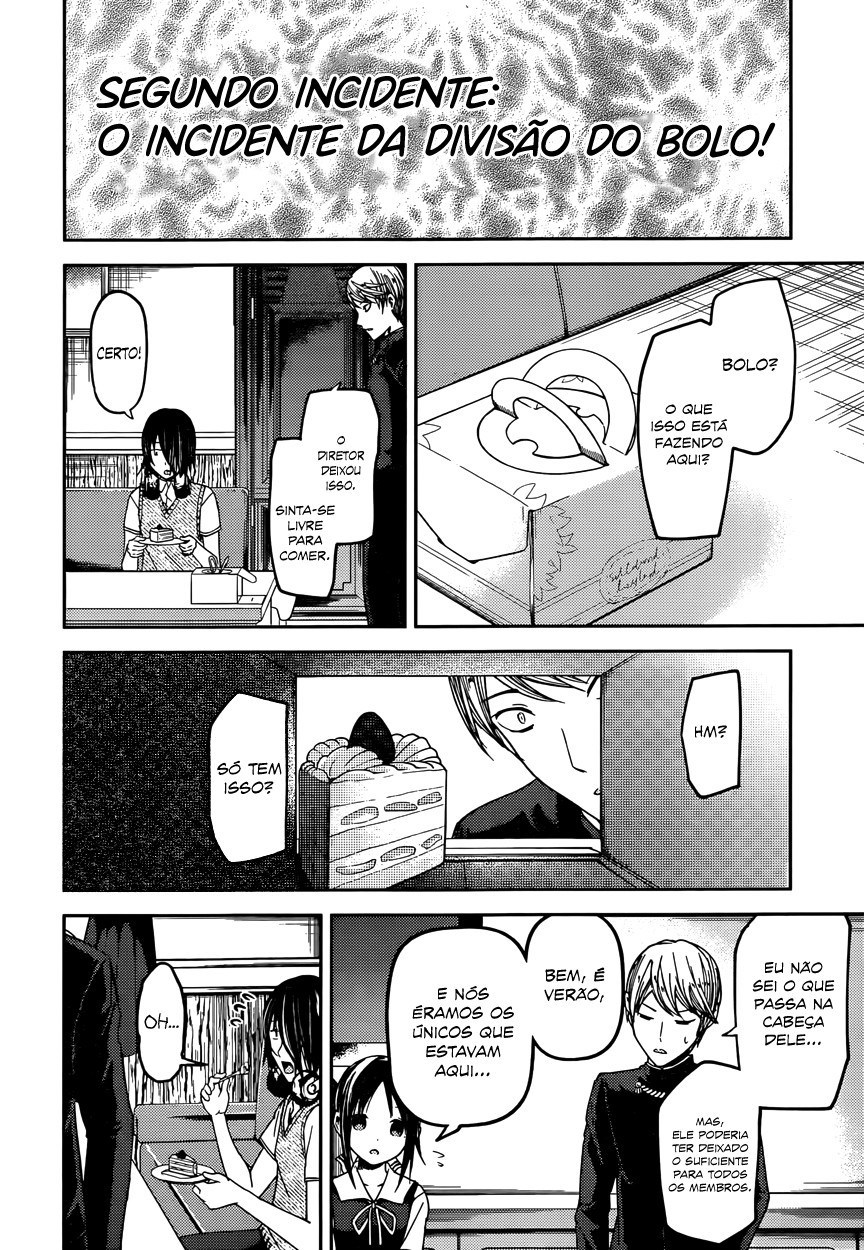 SEGUNDO INCIDENTE:
O INCIDENTE DA DIVISÃO DO BOLO!
BOLO?
O QUE
ISSO ESTÁ
FAZENDO
AQUI?
O
DIRETOR
DEIXOU
ISSO.
SINTA-SE
LIVRE
PARA
COMER.
CERTO!
HM?
SÓ TEM
ISSO?
EU NÃO
SEI O QUE
PASSA NA
CABEÇA
DELE...
MAS,
ELE PODERIA
TER DEIXADO
O SUFICIENTE
PARA TODOS
OS MEMBROS.
BEM, É
VERÃO,
E NÓS
ÉRAMOS OS
ÚNICOS QUE
ESTAVAM
AQUI...
OH...